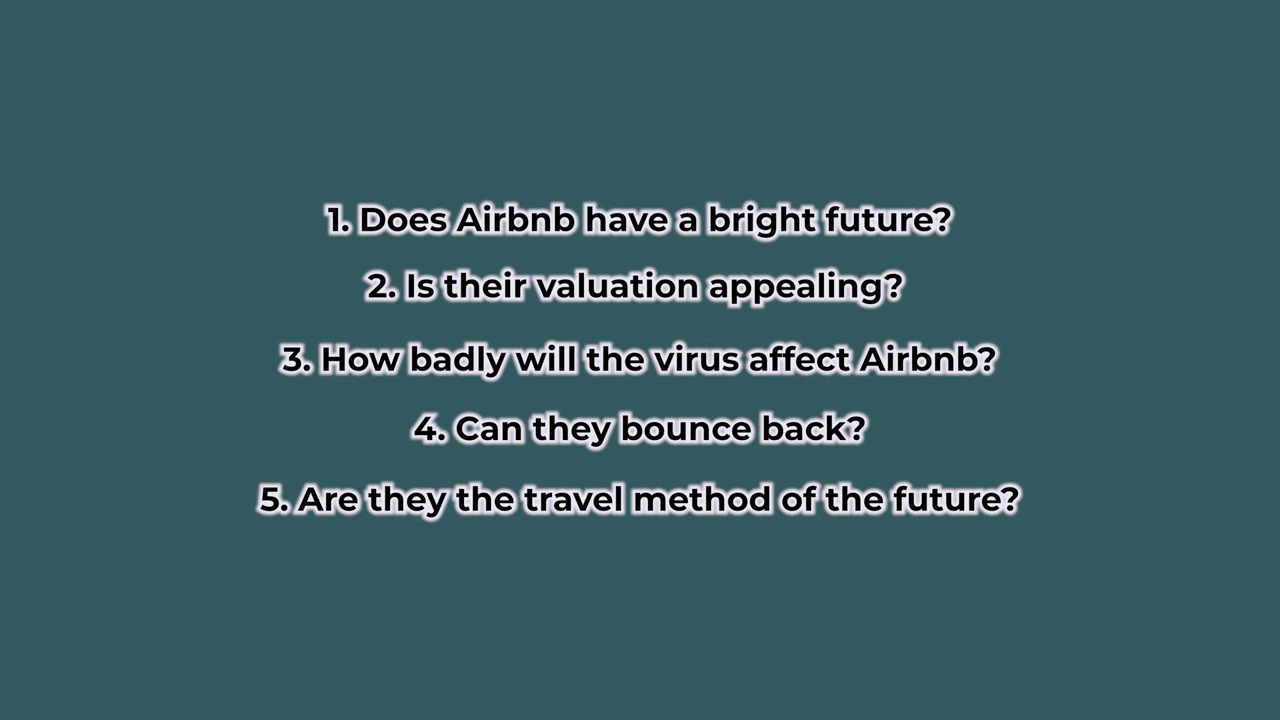 1. Does Airbnb have a bright future?
2. Is their valuation appealing?
3. How badly will the virus affect Airbnb?
4. Can they bounce back?
5. Are they the travel method of the future?